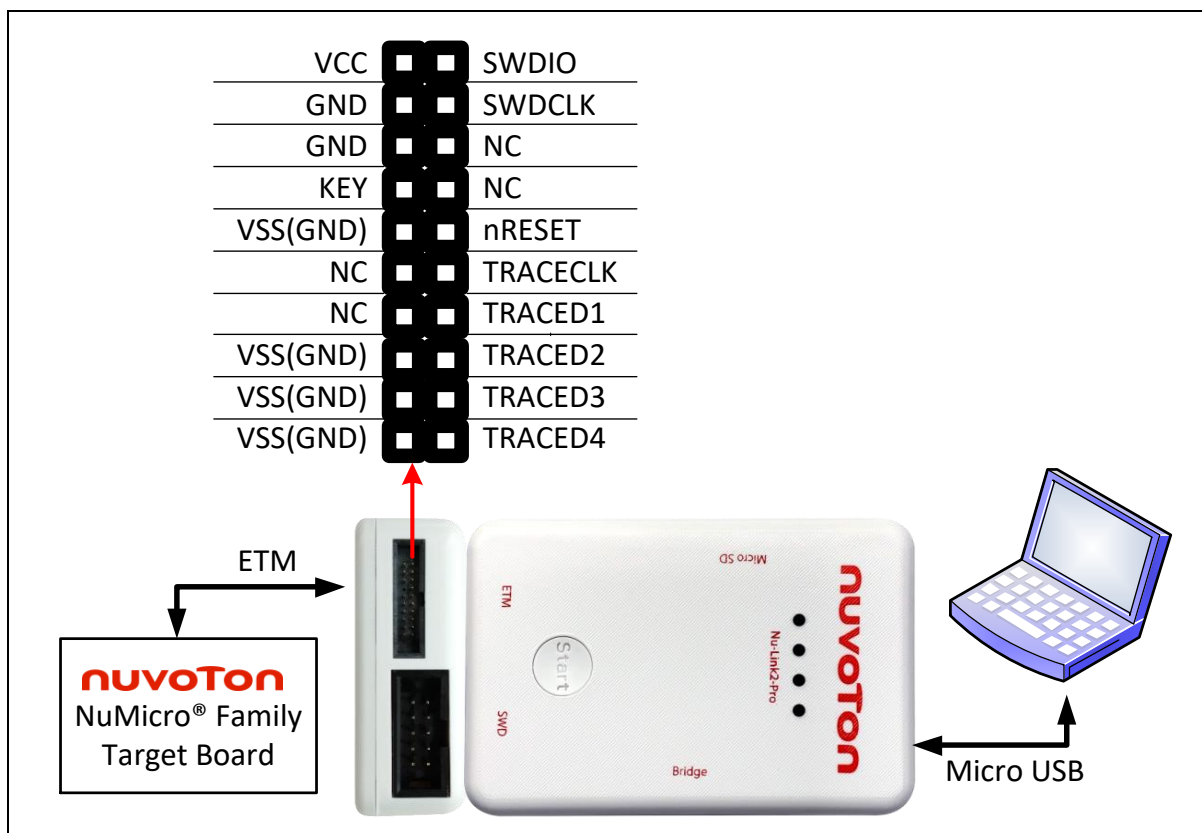 VCC SWDIO
GND SWDCLK
GND NC
KEY NC
VSS(GND) nRESET
NC TRACECLK
NC TRACED1
VSS(GND) TRACED2
VSS(GND) TRACED3
VSS(GND) TRACED4
ETM
nuvoTon
NuMicro® Family
Target Board
ETM
SWD
Start
Micro SD
Bridge
Nu-Link2-Pro
nuvoTon
Micro USB